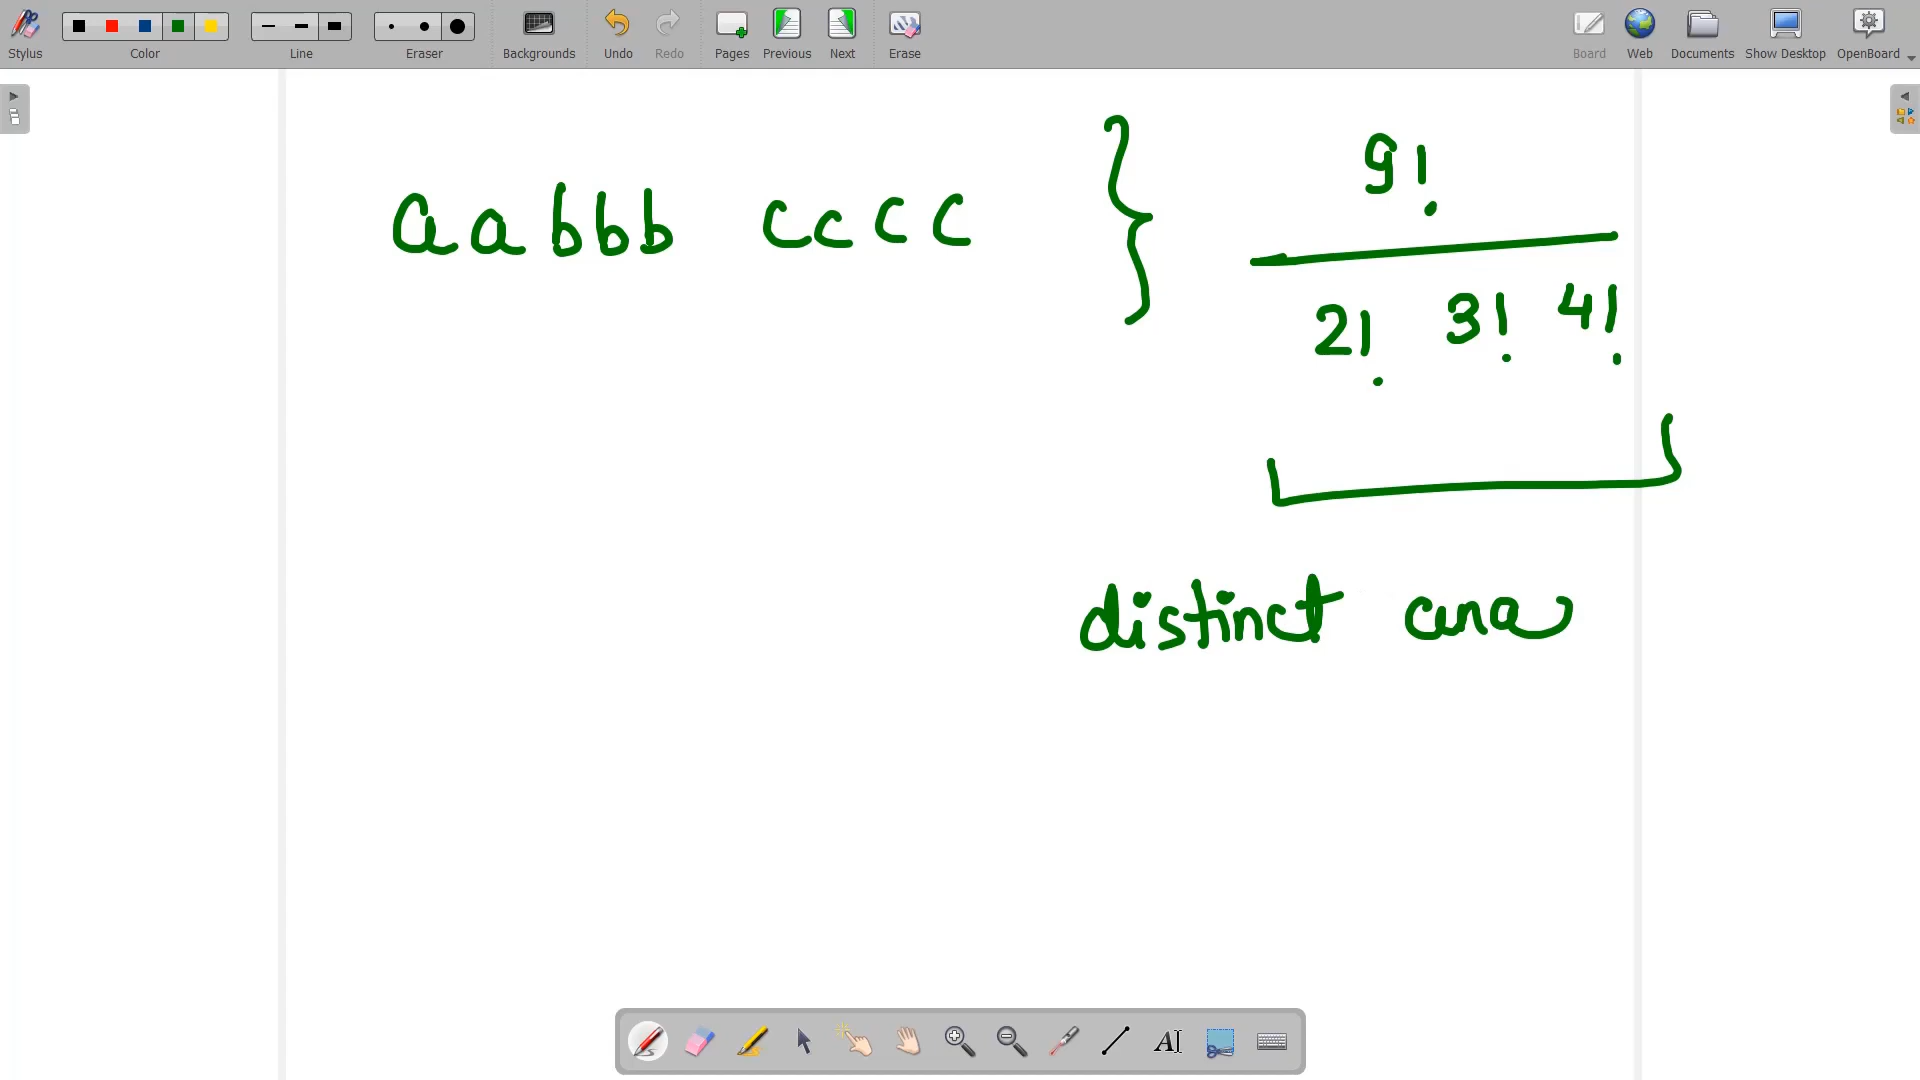 Stylus Color Line Eraser Backgrounds Undo Redo Pages Previous Next Erase Board Web Documents Show Desktop OpenBoard
aabbb cccc } 9!
2! 3! 4!
distinct